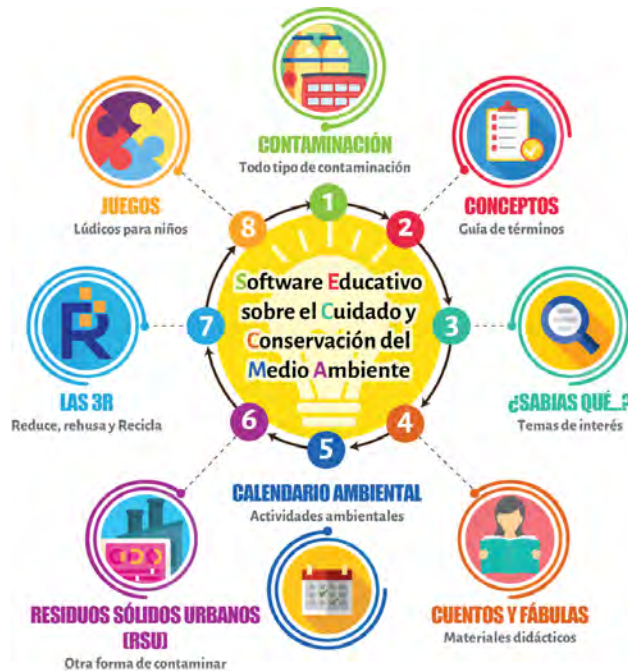 CONTAMINACIÓN
Todo tipo de contaminación
JUEGOS
Lúdicos para niños
CONCEPTOS
Guía de términos
1
2
3
4
5
6
7
8
Software Educativo
sobre el Cuidado y
Conservación del
Medio Ambiente
R
LAS 3R
Reduce, rehusa y Recicla
¿SABIAS QUÉ...?
Temas de interés
CALENDARIO AMBIENTAL
Actividades ambientales
RESIDUOS SÓLIDOS URBANOS
(RSU)
Otra forma de contaminar
CUENTOS Y FÁBULAS
Materiales didácticos